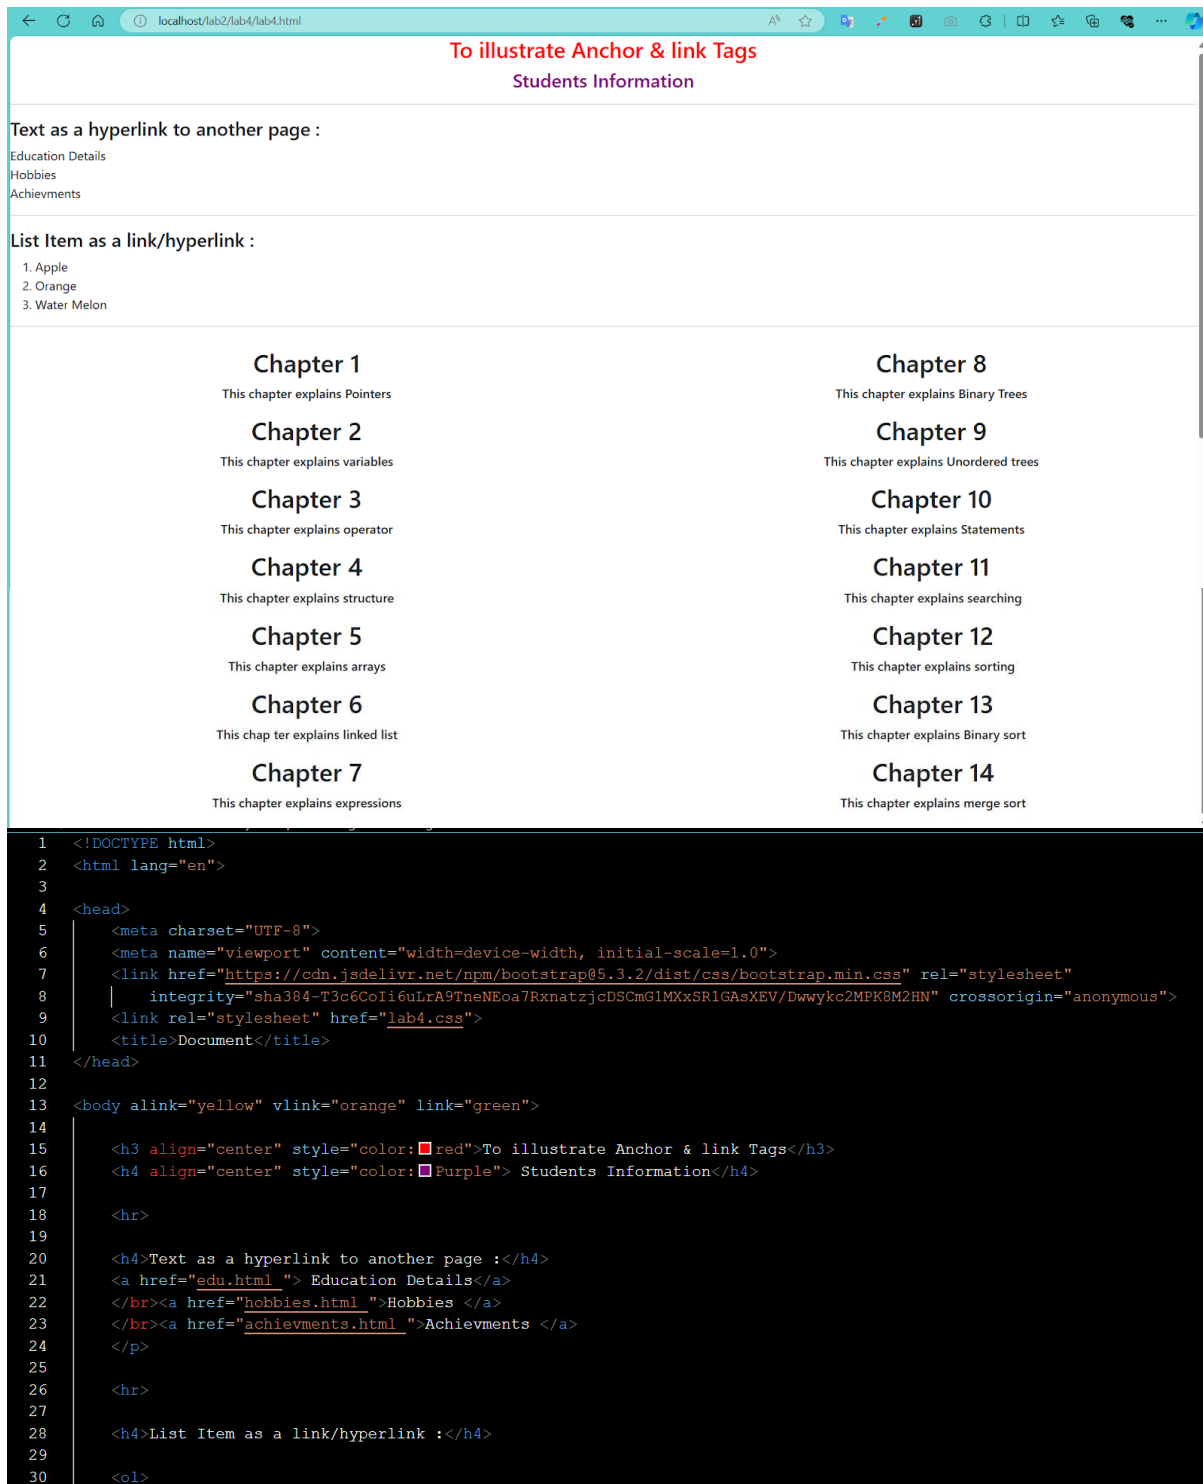 localhost/lab2/lab4/lab4.html
To illustrate Anchor & link Tags
Students Information
Text as a hyperlink to another page :
Education Details
Hobbies
Achievments
List Item as a link/hyperlink :
1. Apple
2. Orange
3. Water Melon
Chapter 1
This chapter explains Pointers
Chapter 2
This chapter explains variables
Chapter 3
This chapter explains operator
Chapter 4
This chapter explains structure
Chapter 5
This chapter explains arrays
Chapter 6
This chap ter explains linked list
Chapter 7
This chapter explains expressions
Chapter 8
This chapter explains Binary Trees
Chapter 9
This chapter explains Unordered trees
Chapter 10
This chapter explains Statements
Chapter 11
This chapter explains searching
Chapter 12
This chapter explains sorting
Chapter 13
This chapter explains Binary sort
Chapter 14
This chapter explains merge sort
1 <!DOCTYPE html>
2 <html lang="en">
3
4 <head>
5 <meta charset="UTF-8">
6 <meta name="viewport" content="width=device-width, initial-scale=1.0">
7 <link href="https://cdn.jsdelivr.net/npm/bootstrap@5.3.2/dist/css/bootstrap.min.css" rel="stylesheet"
8 integrity="sha384-T3c6CoIi6uLrA9TneNEoa7RxnatzjcDSCmG1MXxSR1GAsXEV/Dwwykc2MPK8M2HN" crossorigin="anonymous">
9 <link rel="stylesheet" href="lab4.css">
10 <title>Document</title>
11 </head>
12
13 <body alink="yellow" vlink="orange" link="green">
14
15 <h3 align="center" style="color:red">To illustrate Anchor & link Tags</h3>
16 <h4 align="center" style="color:Purple"> Students Information</h4>
17
18 <hr>
19
20 <h4>Text as a hyperlink to another page :</h4>
21 <a href="edu.html "> Education Details</a>
22 </br><a href="hobbies.html ">Hobbies </a>
23 </br><a href="achievments.html ">Achievments </a>
24 </p>
25
26 <hr>
27
28 <h4>List Item as a link/hyperlink :</h4>
29
30 <ol>